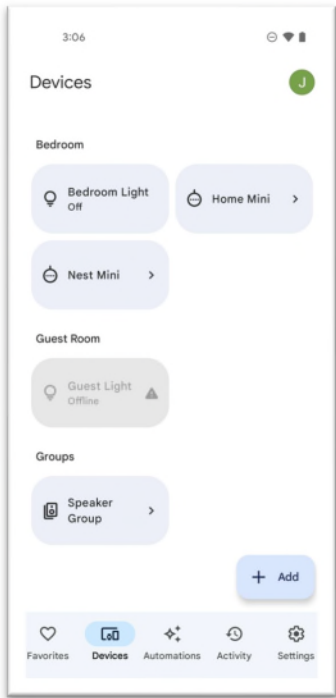 3:06
Devices
J
Bedroom
Bedroom Light
Off
Home Mini
Nest Mini
Guest Room
Guest Light
Offline
Groups
Speaker
Group
+ Add
Favorites
Devices
Automations
Activity
Settings